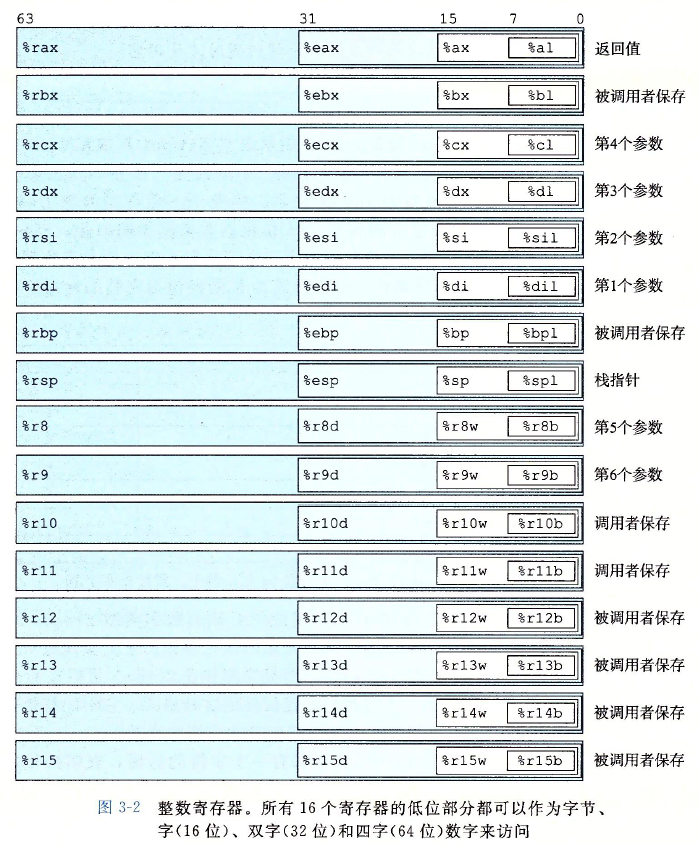 63 31 15 7 0
%rax %eax %ax %al 返回值
%rbx %ebx %bx %bl 被调用者保存
%rcx %ecx %cx %cl 第4个参数
%rdx %edx %dx %dl 第3个参数
%rsi %esi %si %sil 第2个参数
%rdi %edi %di %dil 第1个参数
%rbp %ebp %bp %bpl 被调用者保存
%rsp %esp %sp %spl 栈指针
%r8 %r8d %r8w %r8b 第5个参数
%r9 %r9d %r9w %r9b 第6个参数
%r10 %r10d %r10w %r10b 调用者保存
%r11 %r11d %r11w %r11b 调用者保存
%r12 %r12d %r12w %r12b 被调用者保存
%r13 %r13d %r13w %r13b 被调用者保存
%r14 %r14d %r14w %r14b 被调用者保存
%r15 %r15d %r15w %r15b 被调用者保存
图 3-2 整数寄存器。所有 16 个寄存器的低位部分都可以作为字节、
字(16 位)、双字(32 位)和四字(64 位)数字来访问